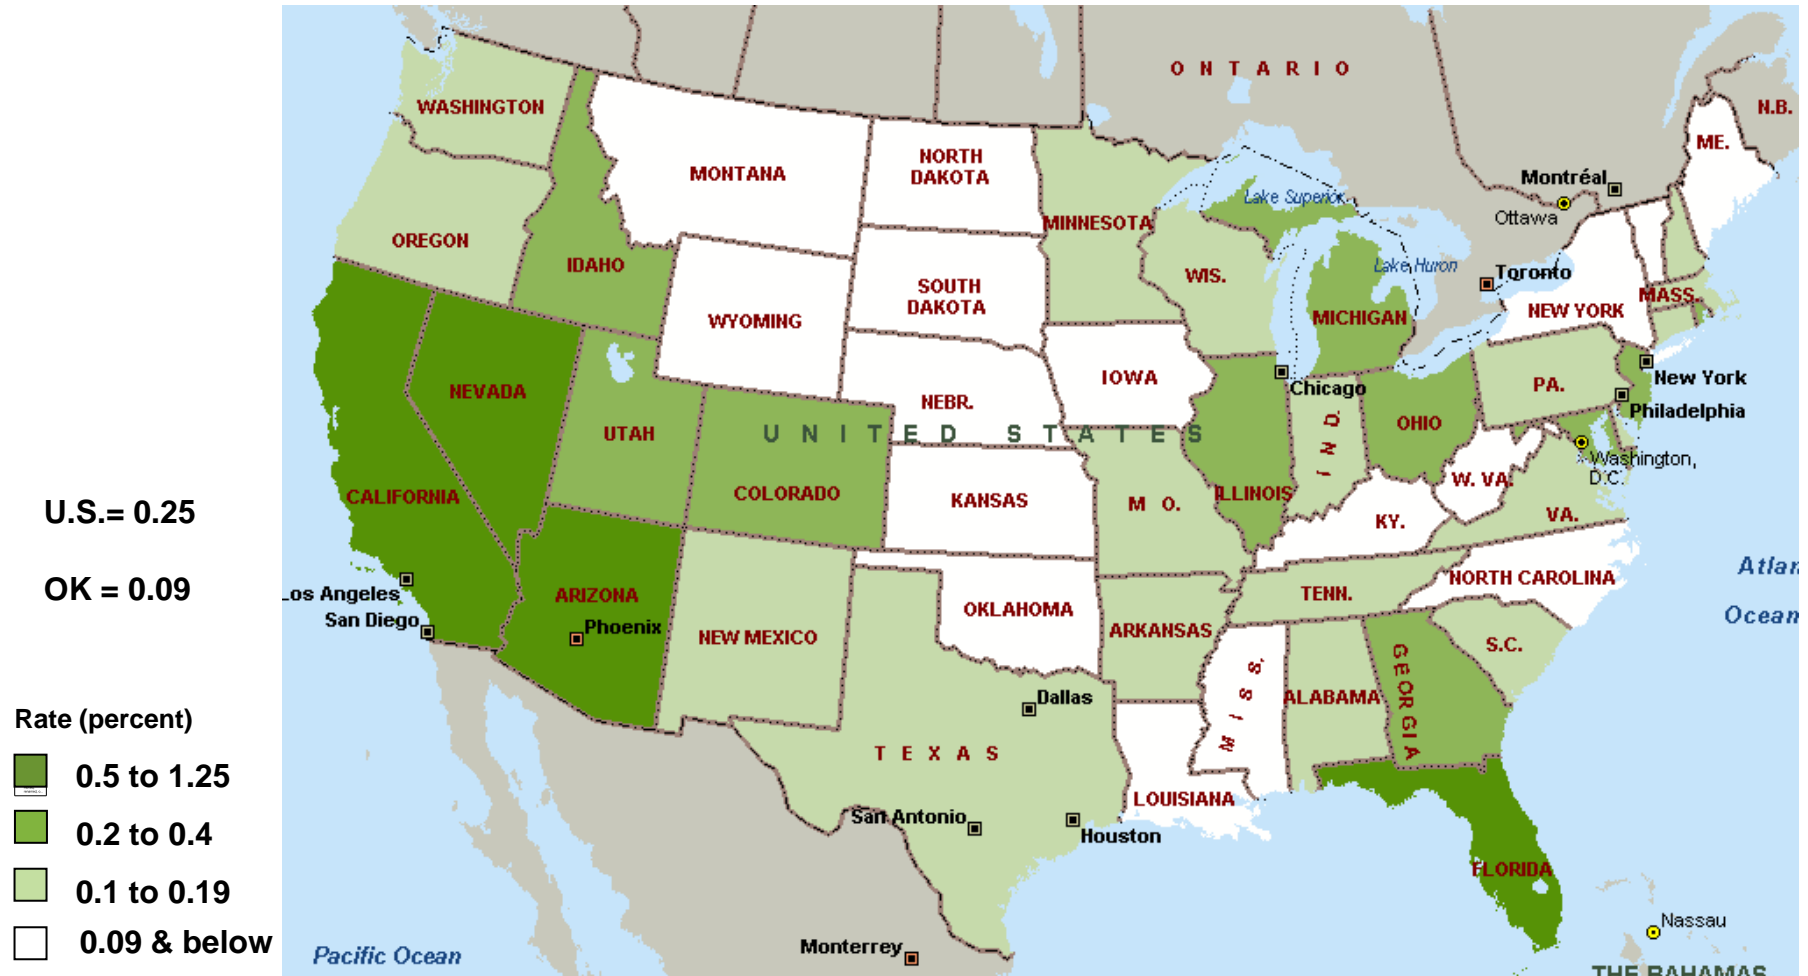 O N T A R I O
N.B.
WASHINGTON
ME.
MONTANA
NORTH
DAKOTA
Montréal
Ottawa
Lake Superior
MINNESOTA
OREGON
IDAHO
WIS.
Lake Huron
Toronto
SOUTH
DAKOTA
MASS.
NEW YORK
WYOMING
MICHIGAN
IOWA
Chicago
PA.
New York
NEVADA
NEBR.
Philadelphia
UTAH
UNITED STATES
IND.
OHIO
Washington,
D.C.
CALIFORNIA
COLORADO
KANSAS
M O.
ILLINOIS
W. VA.
KY.
VA.
U.S.= 0.25
OK = 0.09
Los Angeles
San Diego
ARIZONA
Phoenix
NEW MEXICO
OKLAHOMA
ARKANSAS
TENN.
NORTH CAROLINA
S.C.
Atlan
Ocean
MISS.
ALABAMA
GEORGIA
Dallas
T E X A S
LOUISIANA
San Antonio
Houston
FLORIDA
Nassau
THE BAHAMAS
Monterrey
Pacific Ocean
Rate (percent)
0.5 to 1.25
0.2 to 0.4
0.1 to 0.19
0.09 & below